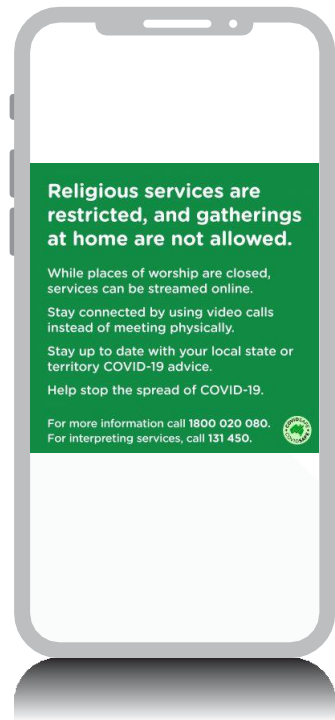 Religious services are
restricted, and gatherings
at home are not allowed.
While places of worship are closed,
services can be streamed online.
Stay connected by using video calls
instead of meeting physically.
Stay up to date with your local state or
territory COVID-19 advice.
Help stop the spread of COVID-19.
For more information call 1800 020 080.
For interpreting services, call 131 450.
COVIDSAFE
COVIDSAFE